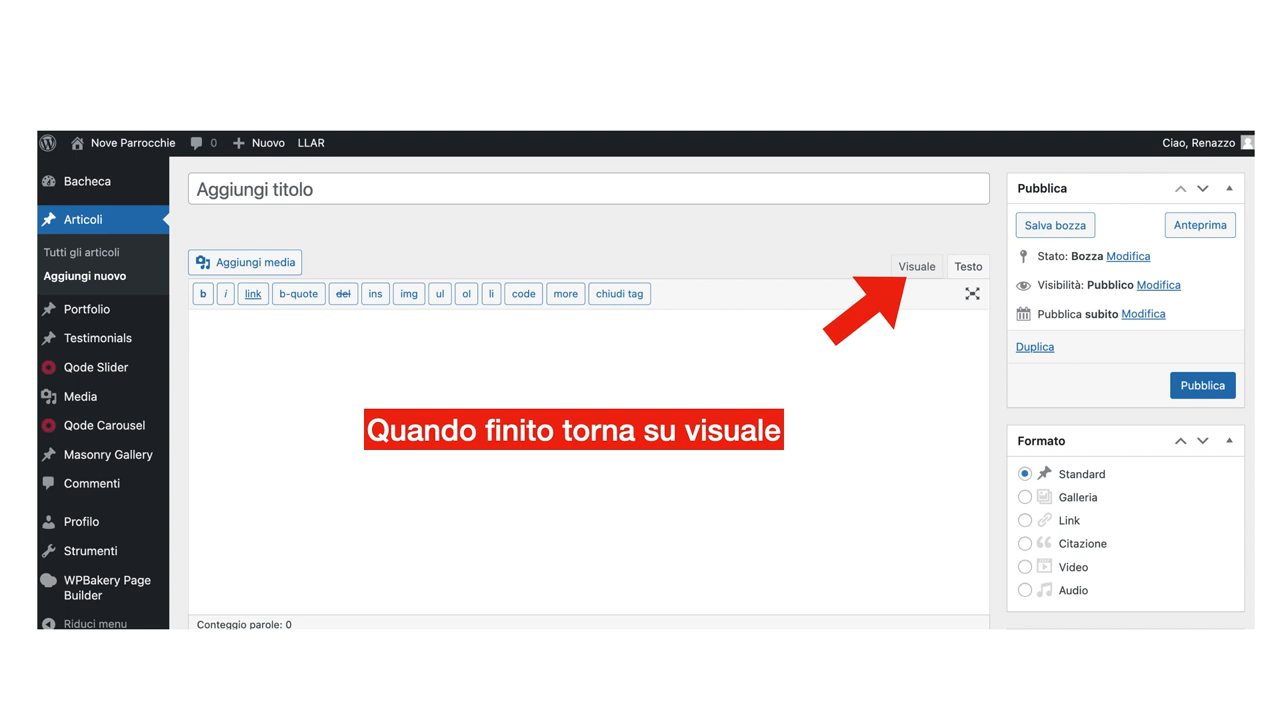 Nove Parrocchie 0 Nuovo LLAR Ciao, Renazzo
Bacheca
Articoli
Tutti gli articoli
Aggiungi nuovo
Portfolio
Testimonials
Qode Slider
Media
Qode Carousel
Masonry Gallery
Commenti
Profilo
Strumenti
WPBakery Page
Builder
Riduci menu
Aggiungi titolo
Aggiungi media
Visuale Testo
b i link b-quote del ins img ul ol li code more chiudi tag
Quando finito torna su visuale
Conteggio parole: 0
Pubblica
Salva bozza Anteprima
Stato: Bozza Modifica
Visibilità: Pubblico Modifica
Pubblica subito Modifica
Duplica
Pubblica
Formato
Standard
Galleria
Link
Citazione
Video
Audio